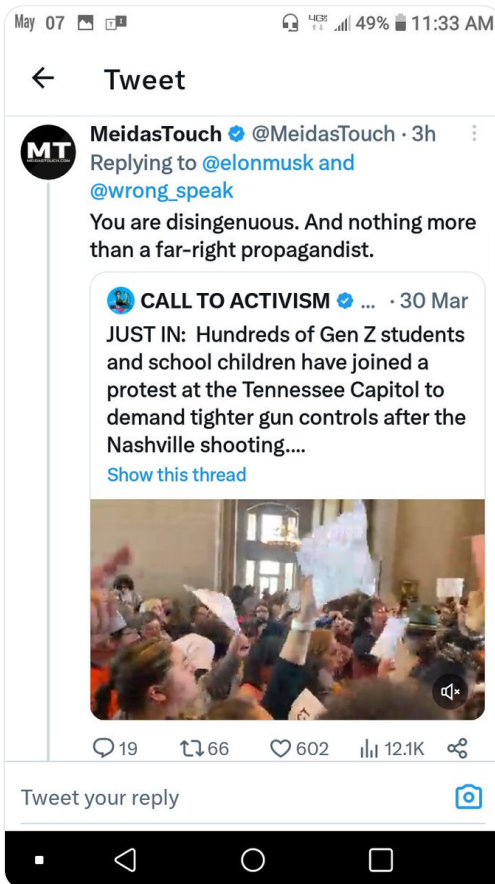 May 07 49% 11:33 AM
Tweet
MT
MeidasTouch @MeidasTouch · 3h
Replying to @elonmusk and
@wrong_speak
You are disingenuous. And nothing more
than a far-right propagandist.
CALL TO ACTIVISM ... · 30 Mar
JUST IN: Hundreds of Gen Z students
and school children have joined a
protest at the Tennessee Capitol to
demand tighter gun controls after the
Nashville shooting....
Show this thread
19 66 602 12.1K
Tweet your reply